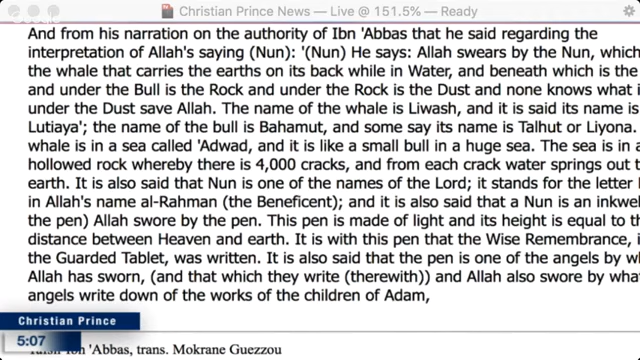 Christian Prince News — Live @ 151.5% — Ready
And from his narration on the authority of Ibn 'Abbas that he said regarding the
interpretation of Allah's saying (Nun): '(Nun) He says: Allah swears by the Nun, which
the whale that carries the earths on its back while in Water, and beneath which is the
and under the Bull is the Rock and under the Rock is the Dust and none knows what i
under the Dust save Allah. The name of the whale is Liwash, and it is said its name is
Lutiaya'; the name of the bull is Bahamut, and some say its name is Talhut or Liyona.
whale is in a sea called 'Adwad, and it is like a small bull in a huge sea. The sea is in a
hollowed rock whereby there is 4,000 cracks, and from each crack water springs out t
earth. It is also said that Nun is one of the names of the Lord; it stands for the letter
in Allah's name al-Rahman (the Beneficent); and it is also said that a Nun is an inkwe
the pen) Allah swore by the pen. This pen is made of light and its height is equal to th
distance between Heaven and earth. It is with this pen that the Wise Remembrance, i
the Guarded Tablet, was written. It is also said that the pen is one of the angels by w
Allah has sworn, (and that which they write (therewith)) and Allah also swore by wha
angels write down of the works of the children of Adam,
Christian Prince
5:07
'Abbas, trans. Mokrane Guezzou